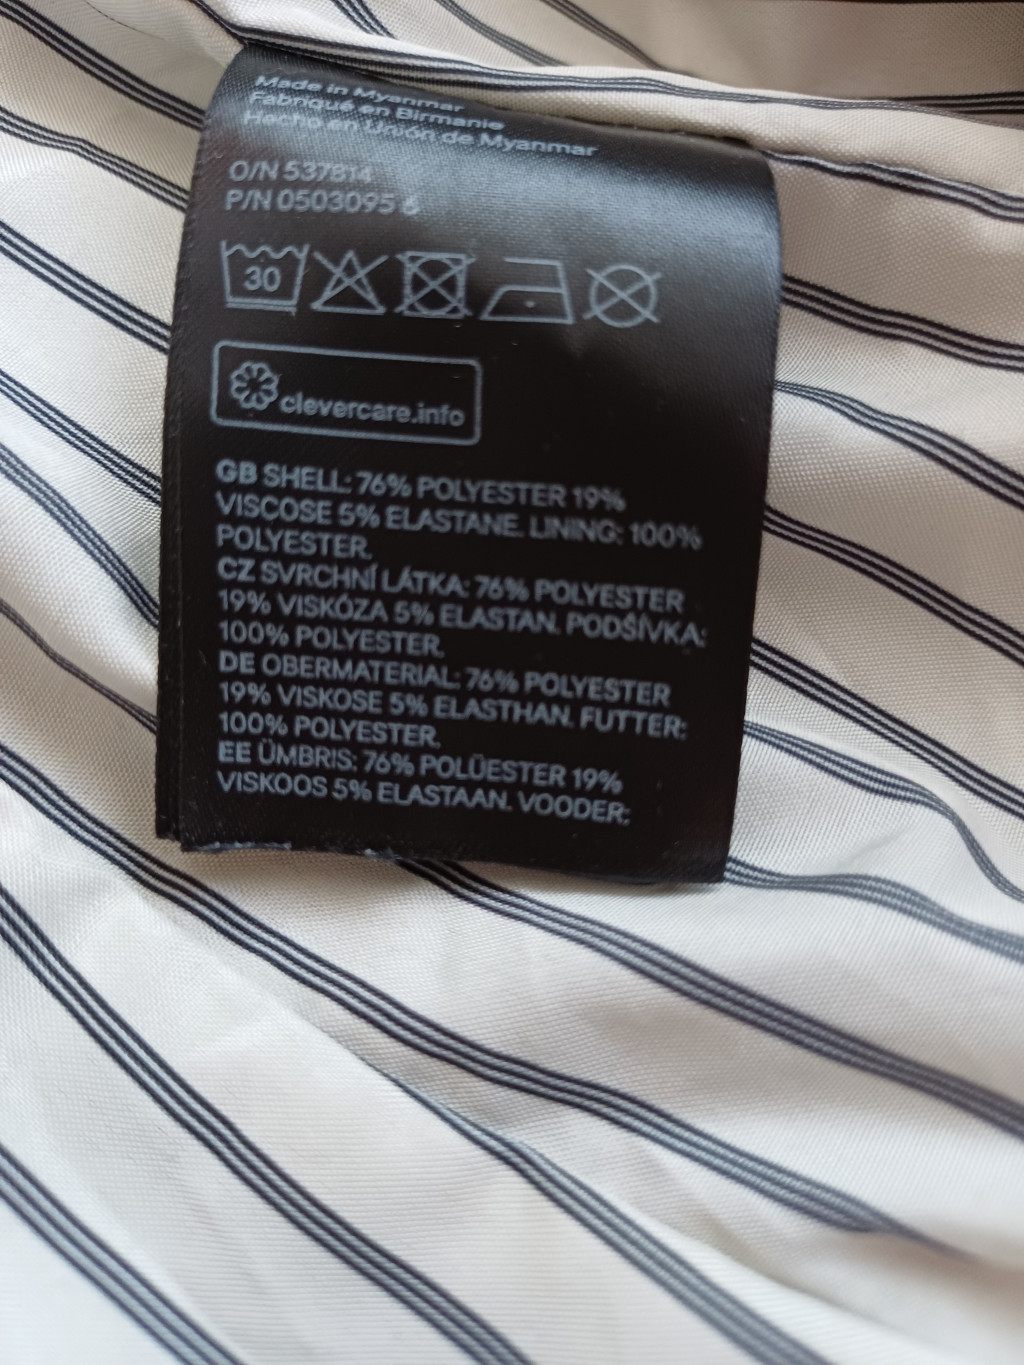 Made in Myanmar
Fabriqué en Birmanie
Hecho en Unión de Myanmar
O/N 537814
P/N 0503095 6
30
clevercare.info
GB SHELL: 76% POLYESTER 19%
VISCOSE 5% ELASTANE. LINING: 100%
POLYESTER.
CZ SVRCHNÍ LÁTKA: 76% POLYESTER
19% VISKÓZA 5% ELASTAN. PODŠÍVKA:
100% POLYESTER.
DE OBERMATERIAL: 76% POLYESTER
19% VISKOSE 5% ELASTHAN. FUTTER:
100% POLYESTER.
EE ÜMBRIS: 76% POLÜESTER 19%
VISKOOS 5% ELASTAAN. VOODER: